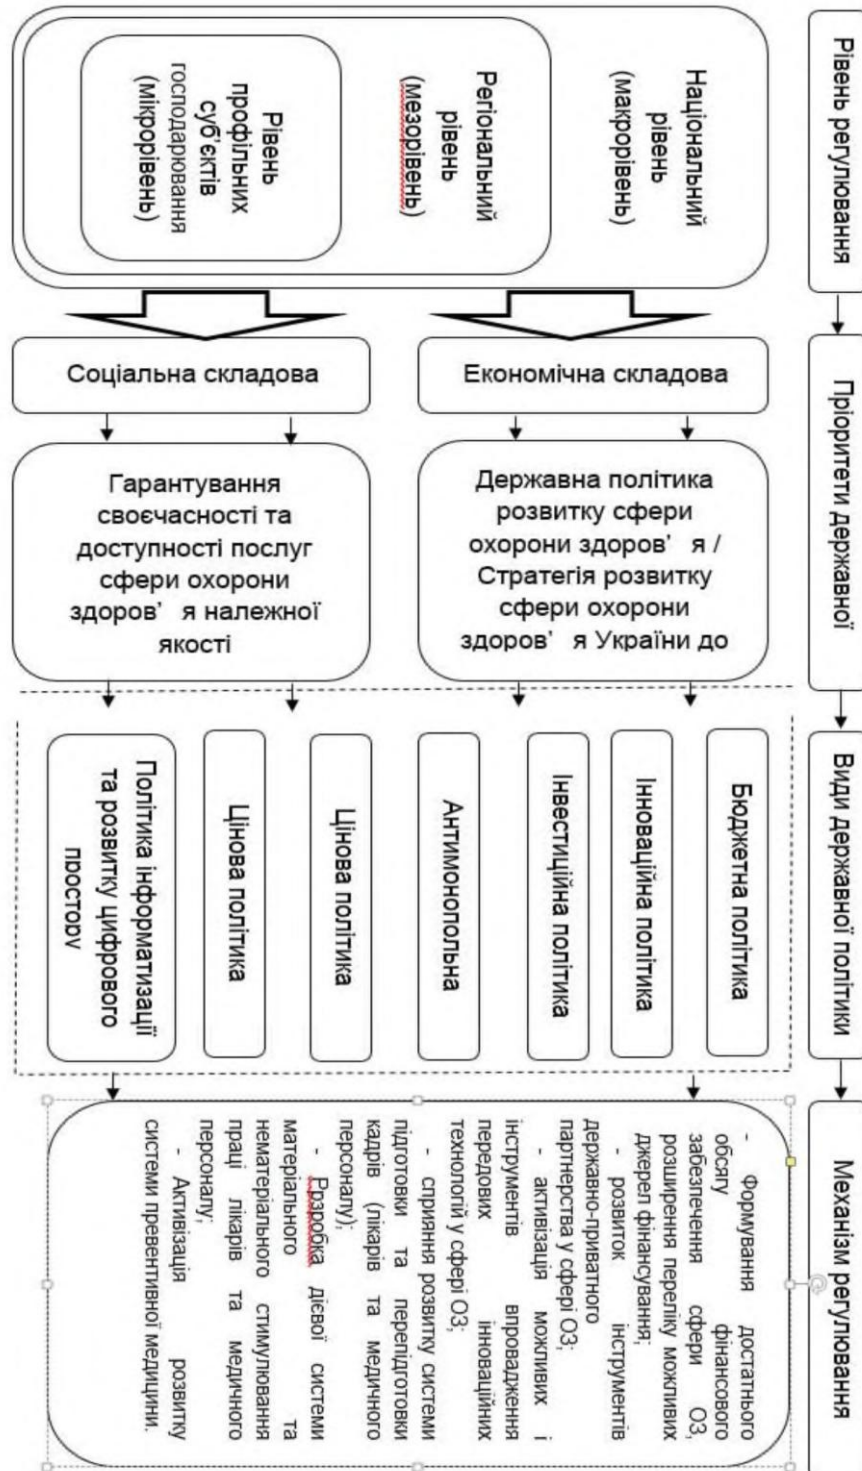 Рівень регулювання
Національний
рівень
(макрорівень)
Регіональний
рівень
(мезорівень)
Рівень
профільних
суб'єктів
господарювання
(мікрорівень)
Пріоритети державної
Економічна складова
Соціальна складова
Державна політика
розвитку сфери
охорони здоров' я /
Стратегія розвитку
сфери охорони
здоров' я України до
Гарантування
своєчасності та
доступності послуг
сфери охорони
здоров' я належної
якості
Види державної політики
Бюджетна політика
Інноваційна політика
Інвестиційна політика
Антимонопольна
Цінова політика
Цінова політика
Політика інформатизації
та розвитку цифрового
простору
Механізм регулювання
- Формування достатнього
обсягу фінансового
забезпечення сфери ОЗ,
розширення переліку можливих
джерел фінансування;
- розвиток інструментів
державно-приватного
партнерства у сфері ОЗ;
- активізація можливих і
інструментів впровадження
передових інноваційних
технологій у сфері ОЗ;
- сприяння розвитку системи
підготовки та перепідготовки
кадрів (лікарів та медичного
персоналу);
- Ррзробка дієвої системи
матеріального та
нематеріального стимулювання
праці лікарів та медичного
персоналу;
- Активізація розвитку
системи превентивної медицини.